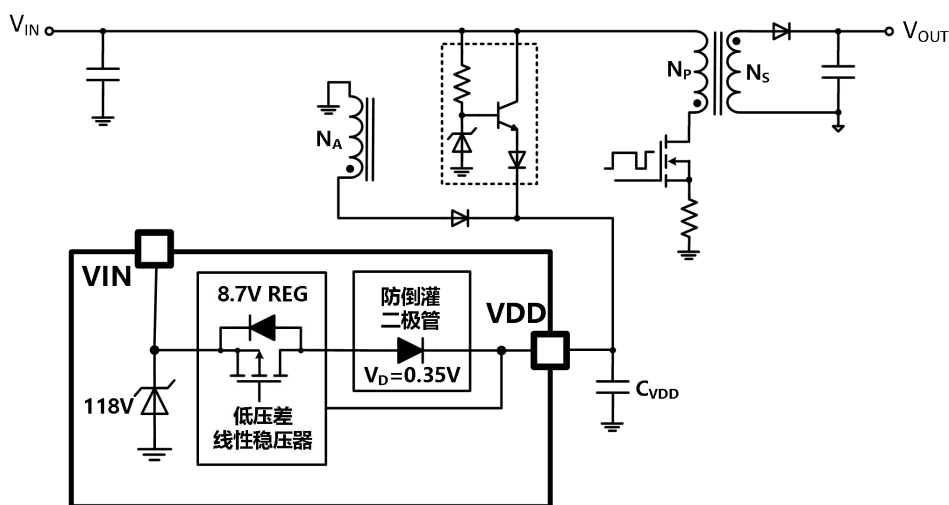 VIN
VOUT
NP
NS
NA
VIN
8.7V REG
防倒灌
二极管
VDD
VD=0.35V
118V
低压差
线性稳压器
CVDD